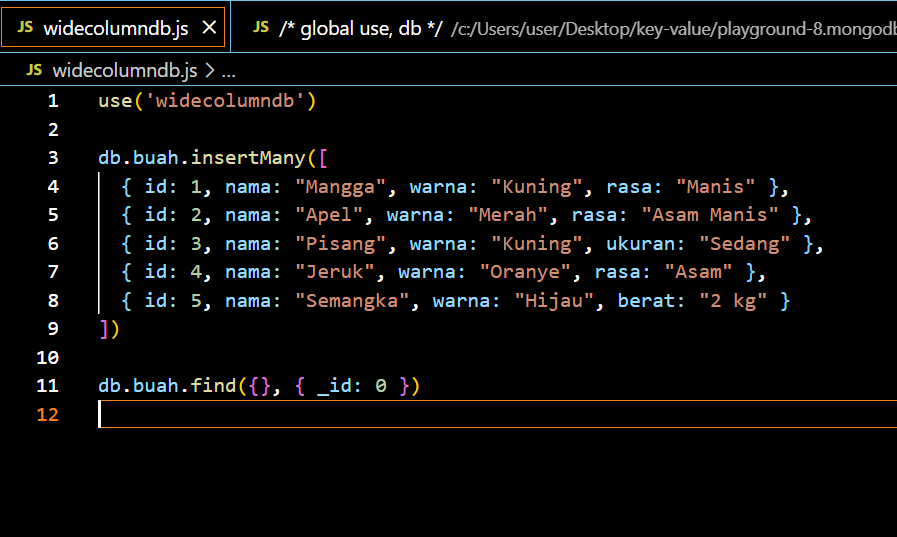 JS widecolumndb.js ×
JS /* global use, db */ /c:/Users/user/Desktop/key-value/playground-8.mongodb
JS widecolumndb.js > ...
1 use('widecolumndb')
2
3 db.buah.insertMany([
4 { id: 1, nama: "Mangga", warna: "Kuning", rasa: "Manis" },
5 { id: 2, nama: "Apel", warna: "Merah", rasa: "Asam Manis" },
6 { id: 3, nama: "Pisang", warna: "Kuning", ukuran: "Sedang" },
7 { id: 4, nama: "Jeruk", warna: "Oranye", rasa: "Asam" },
8 { id: 5, nama: "Semangka", warna: "Hijau", berat: "2 kg" }
9 ])
10
11 db.buah.find({}, { _id: 0 })
12